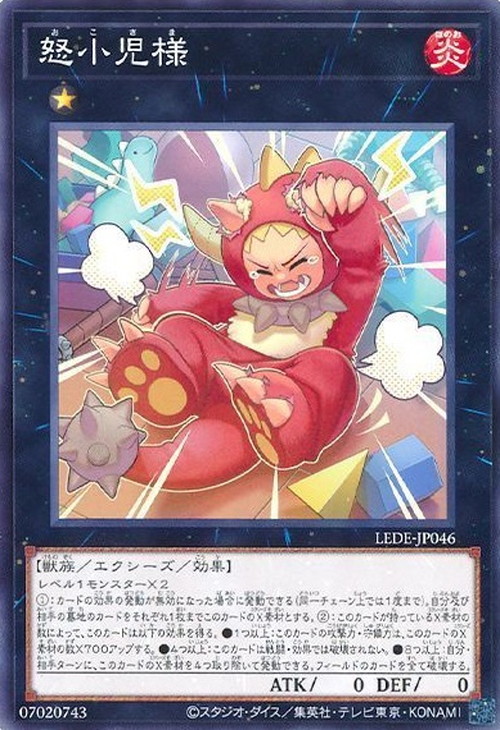 怒小児様
おこさま
炎
ほのお
LEDE-JP046
【獣族／エクシーズ／効果】
レベル1モンスター×2
①:カードの効果の発動が無効になった場合に発動できる(同一チェーン上では1度まで)。自分及び
相手の墓地のカードをそれぞれ1枚までこのカードのX素材とする。②:このカードが持っているX素材の
数によって、このカードは以下の効果を得る。●1つ以上:このカードの攻撃力・守備力は、このカードのX
素材の数×700アップする。●4つ以上:このカードは戦闘・効果では破壊されない。●8つ以上:自分
・相手ターンに、このカードのX素材を4つ取り除いて発動できる。フィールドのカードを全て破壊する。
ATK/ 0 DEF/ 0
07020743
©スタジオ・ダイス/集英社・テレビ東京・KONAMI